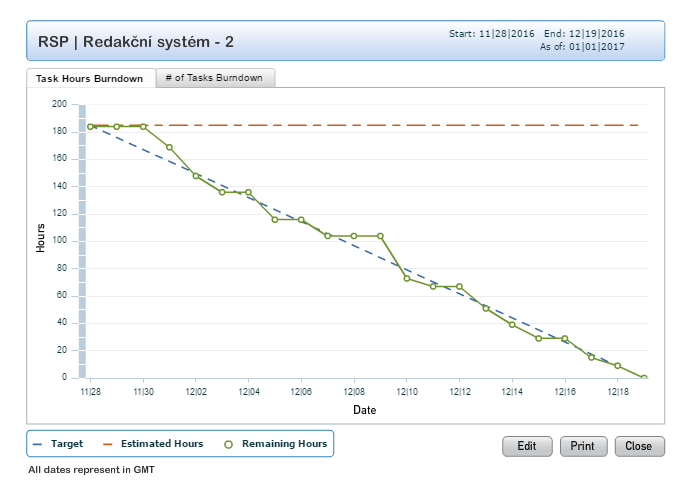 RSP | Redakční systém - 2
Start: 11|28|2016 End: 12|19|2016
As of: 01|01|2017
Task Hours Burndown
# of Tasks Burndown
200
180
160
140
120
100
80
60
40
20
0
Hours
11|28 11|30 12|02 12|04 12|06 12|08 12|10 12|12 12|14 12|16 12|18
Date
Target Estimated Hours Remaining Hours
Edit Print Close
All dates represent in GMT